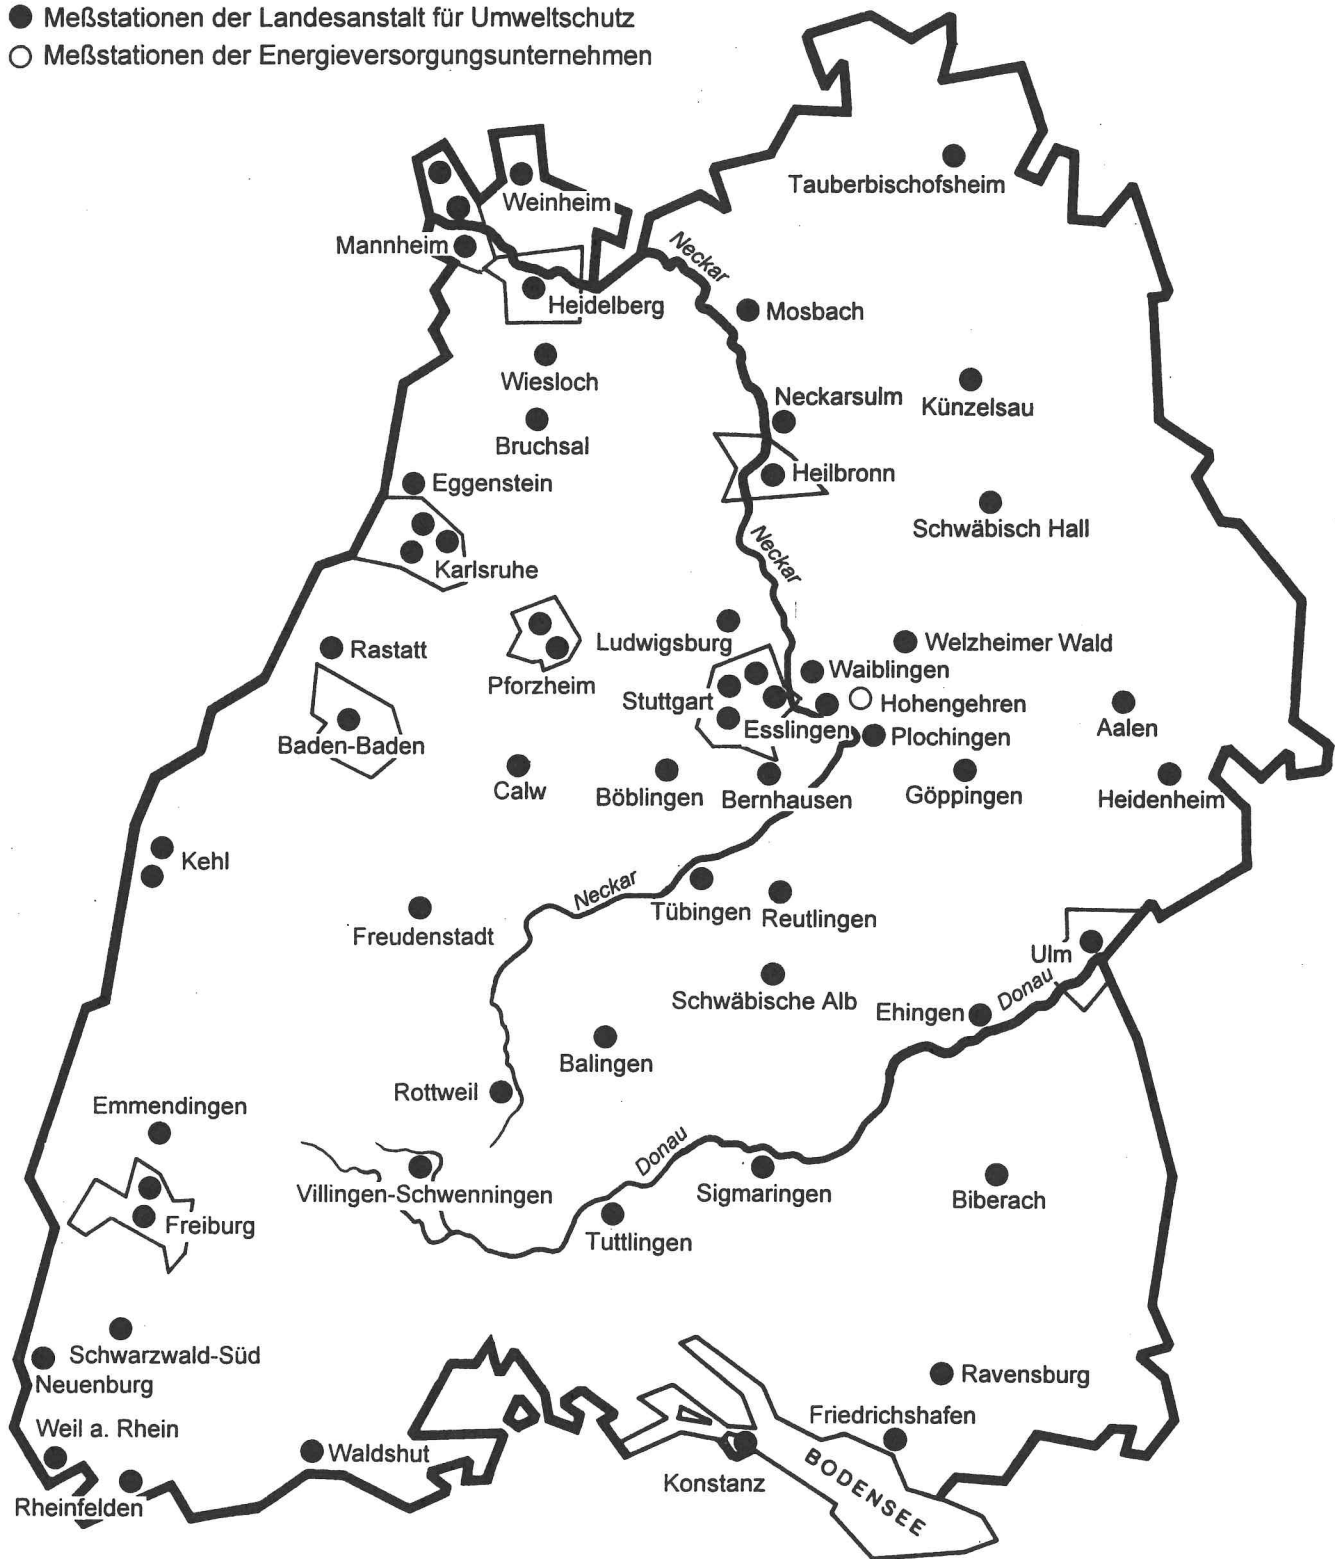 Meßstationen der Landesanstalt für Umweltschutz
Meßstationen der Energieversorgungsunternehmen
Tauberbischofsheim
Weinheim
Mannheim
Neckar
Heidelberg
Mosbach
Wiesloch
Neckarsulm
Künzelsau
Bruchsal
Heilbronn
Eggenstein
Schwäbisch Hall
Neckar
Karlsruhe
Ludwigsburg
Welzheimer Wald
Rastatt
Waiblingen
Pforzheim
Stuttgart
Hohengehren
Esslingen
Aalen
Plochingen
Baden-Baden
Calw
Böblingen
Bernhausen
Göppingen
Heidenheim
Kehl
Neckar
Tübingen
Reutlingen
Freudenstadt
Ulm
Donau
Schwäbische Alb
Ehingen
Balingen
Rottweil
Emmendingen
Donau
Villingen-Schwenningen
Sigmaringen
Biberach
Freiburg
Tuttlingen
Schwarzwald-Süd
Neuenburg
Ravensburg
Friedrichshafen
Weil a. Rhein
Waldshut
Konstanz
BODENSEE
Rheinfelden